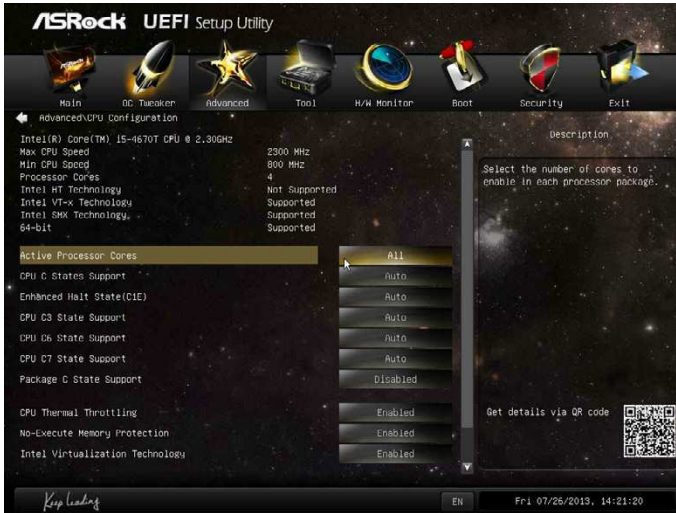 ASRock UEFI Setup Utility
Main OC Tweaker Advanced Tool H/W Monitor Boot Security Exit
Advanced\CPU Configuration
Description
Intel(R) Core(TM) i5-4670T CPU @ 2.30GHz
Max CPU Speed 2300 MHz
Min CPU Speed 800 MHz
Processor Cores 4
Intel HT Technology Not Supported
Intel VT-x Technology Supported
Intel SMX Technology Supported
64-bit Supported
Select the number of cores to
enable in each processor package.
Active Processor Cores All
CPU C States Support Auto
Enhanced Halt State(C1E) Auto
CPU C3 State Support Auto
CPU C6 State Support Auto
CPU C7 State Support Auto
Package C State Support Disabled
CPU Thermal Throttling Enabled
No-Execute Memory Protection Enabled
Intel Virtualization Technology Enabled
Get details via QR code
Keep Leading
EN
Fri 07/26/2013, 14:21:20